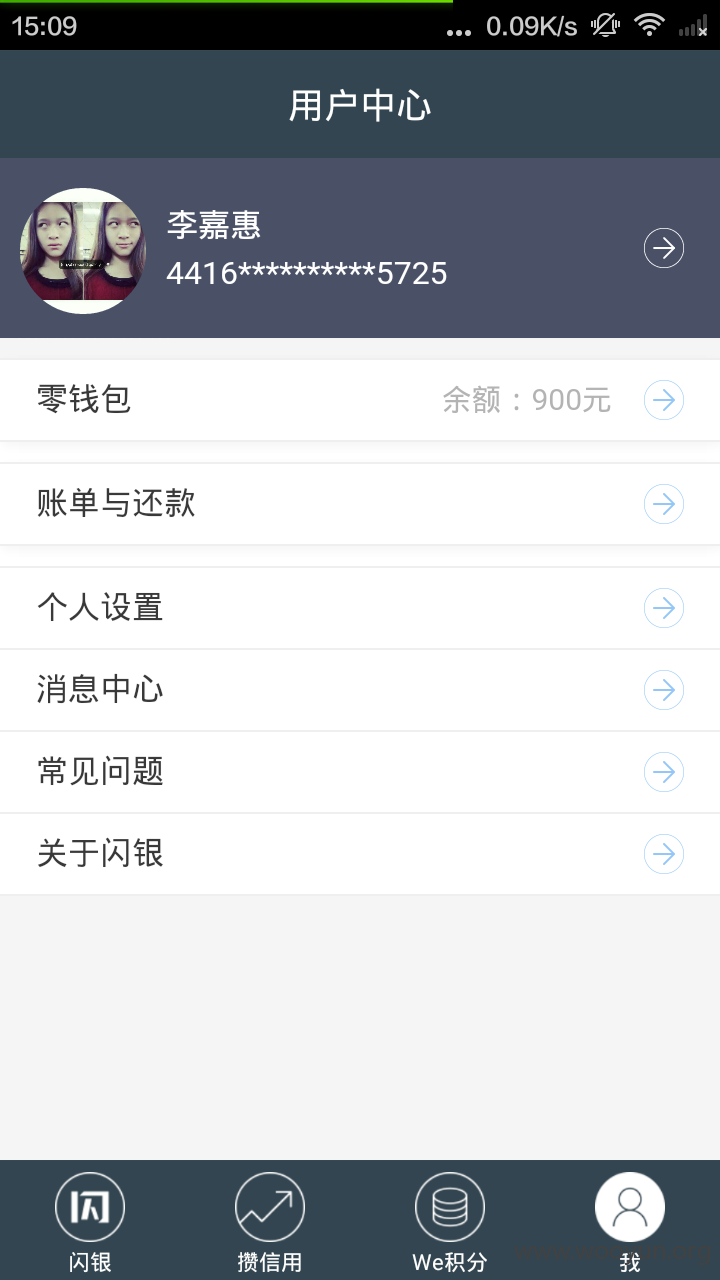 15:09
... 0.09K/s
用户中心
李嘉惠
4416**********5725
零钱包
余额：900元
账单与还款
个人设置
消息中心
常见问题
关于闪银
闪
闪银
攒信用
We积分
我